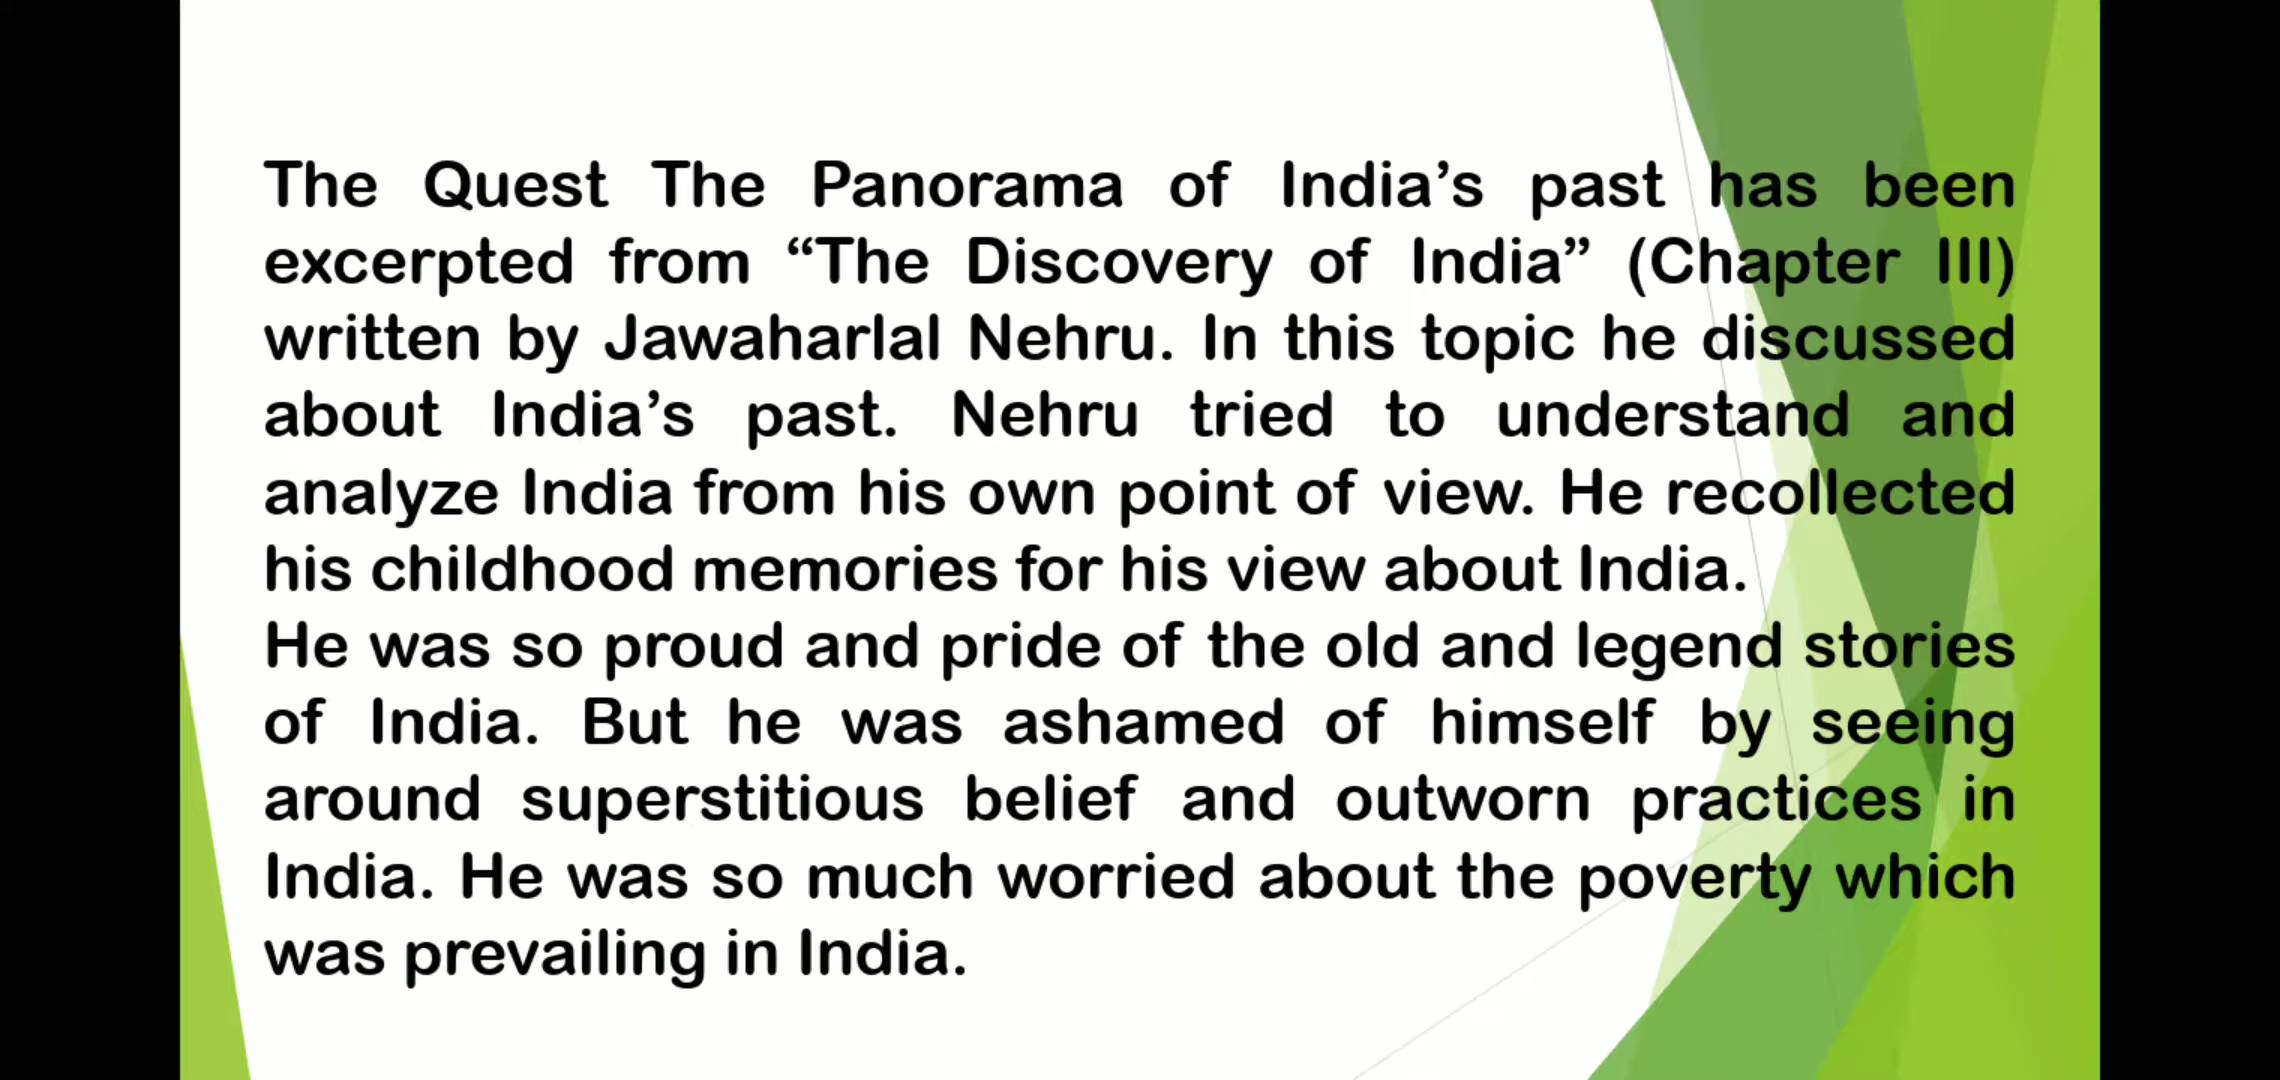 The Quest The Panorama of India’s past has been
excerpted from “The Discovery of India” (Chapter III)
written by Jawaharlal Nehru. In this topic he discussed
about India’s past. Nehru tried to understand and
analyze India from his own point of view. He recollected
his childhood memories for his view about India.
He was so proud and pride of the old and legend stories
of India. But he was ashamed of himself by seeing
around superstitious belief and outworn practices in
India. He was so much worried about the poverty which
was prevailing in India.